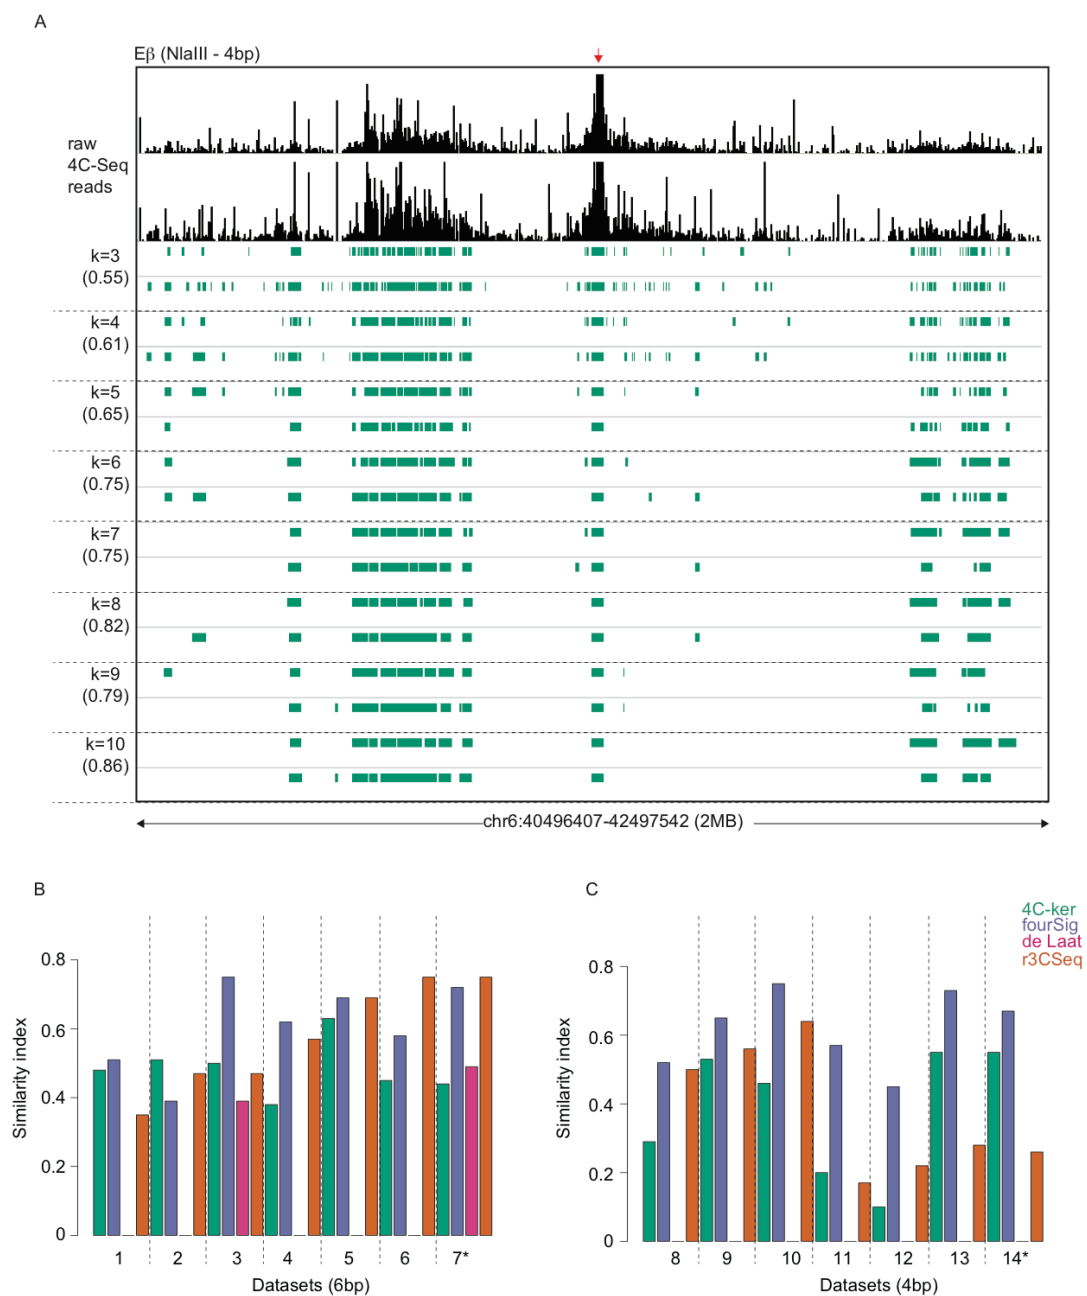 A
Eβ (NlaIII - 4bp)
raw
4C-Seq
reads
k=3
(0.55)
k=4
(0.61)
k=5
(0.65)
k=6
(0.75)
k=7
(0.75)
k=8
(0.82)
k=9
(0.79)
k=10
(0.86)
chr6:40496407-42497542 (2MB)
B
Similarity index
0.8
0.6
0.4
0.2
0
1 2 3 4 5 6 7*
Datasets (6bp)
C
4C-ker
fourSig
de Laat
r3CSeq
Similarity index
0.8
0.6
0.4
0.2
0
8 9 10 11 12 13 14*
Datasets (4bp)